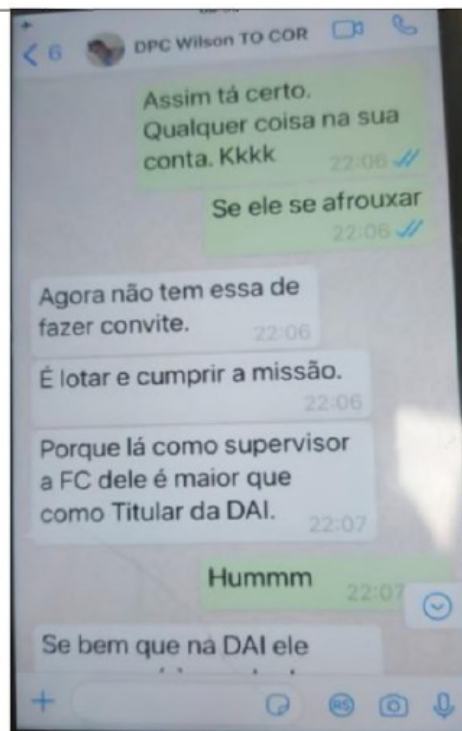 6 DPC Wilson TO COR
Assim tá certo.
Qualquer coisa na sua
conta. Kkkk 22:06
Se ele se afrouxar
22:06
Agora não tem essa de
fazer convite. 22:06
É lotar e cumprir a missão.
22:06
Porque lá como supervisor
a FC dele é maior que
como Titular da DAI. 22:07
Hummm 22:07
Se bem que na DAI ele